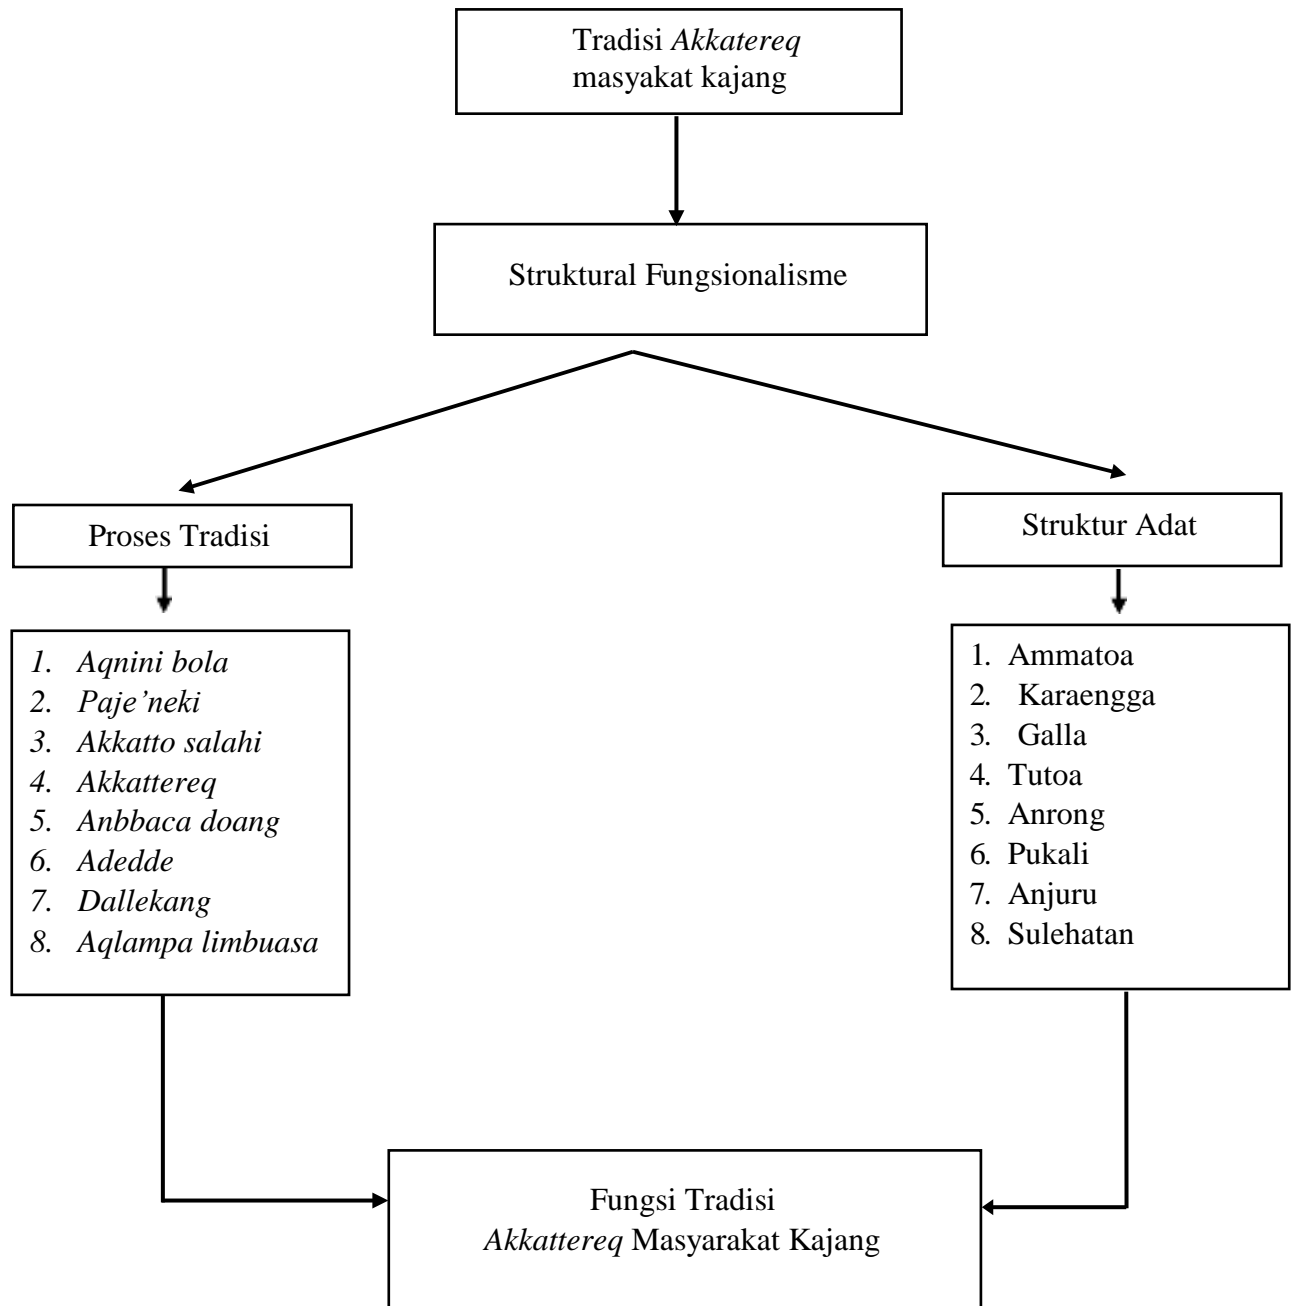 Tradisi Akkatereq
masyakat kajang
Struktural Fungsionalisme
Proses Tradisi
1. Aqnini bola
2. Paje’neki
3. Akkatto salahi
4. Akkattereq
5. Anbbaca doang
6. Adedde
7. Dallekang
8. Aqlampa limbuasa
Struktur Adat
1. Ammatoa
2. Karaengga
3. Galla
4. Tutoa
5. Anrong
6. Pukali
7. Anjuru
8. Sulehatan
Fungsi Tradisi
Akkattereq Masyarakat Kajang